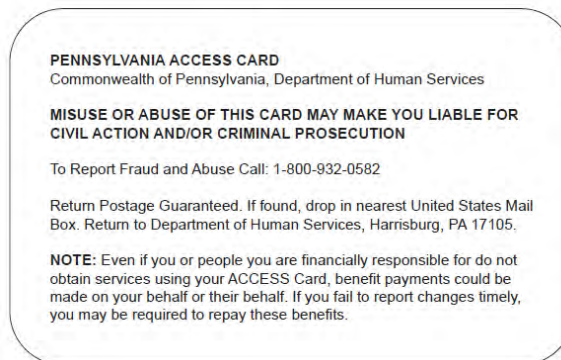 PENNSYLVANIA ACCESS CARD
Commonwealth of Pennsylvania, Department of Human Services
MISUSE OR ABUSE OF THIS CARD MAY MAKE YOU LIABLE FOR
CIVIL ACTION AND/OR CRIMINAL PROSECUTION
To Report Fraud and Abuse Call: 1-800-932-0582
Return Postage Guaranteed. If found, drop in nearest United States Mail
Box. Return to Department of Human Services, Harrisburg, PA 17105.
NOTE: Even if you or people you are financially responsible for do not
obtain services using your ACCESS Card, benefit payments could be
made on your behalf or their behalf. If you fail to report changes timely,
you may be required to repay these benefits.